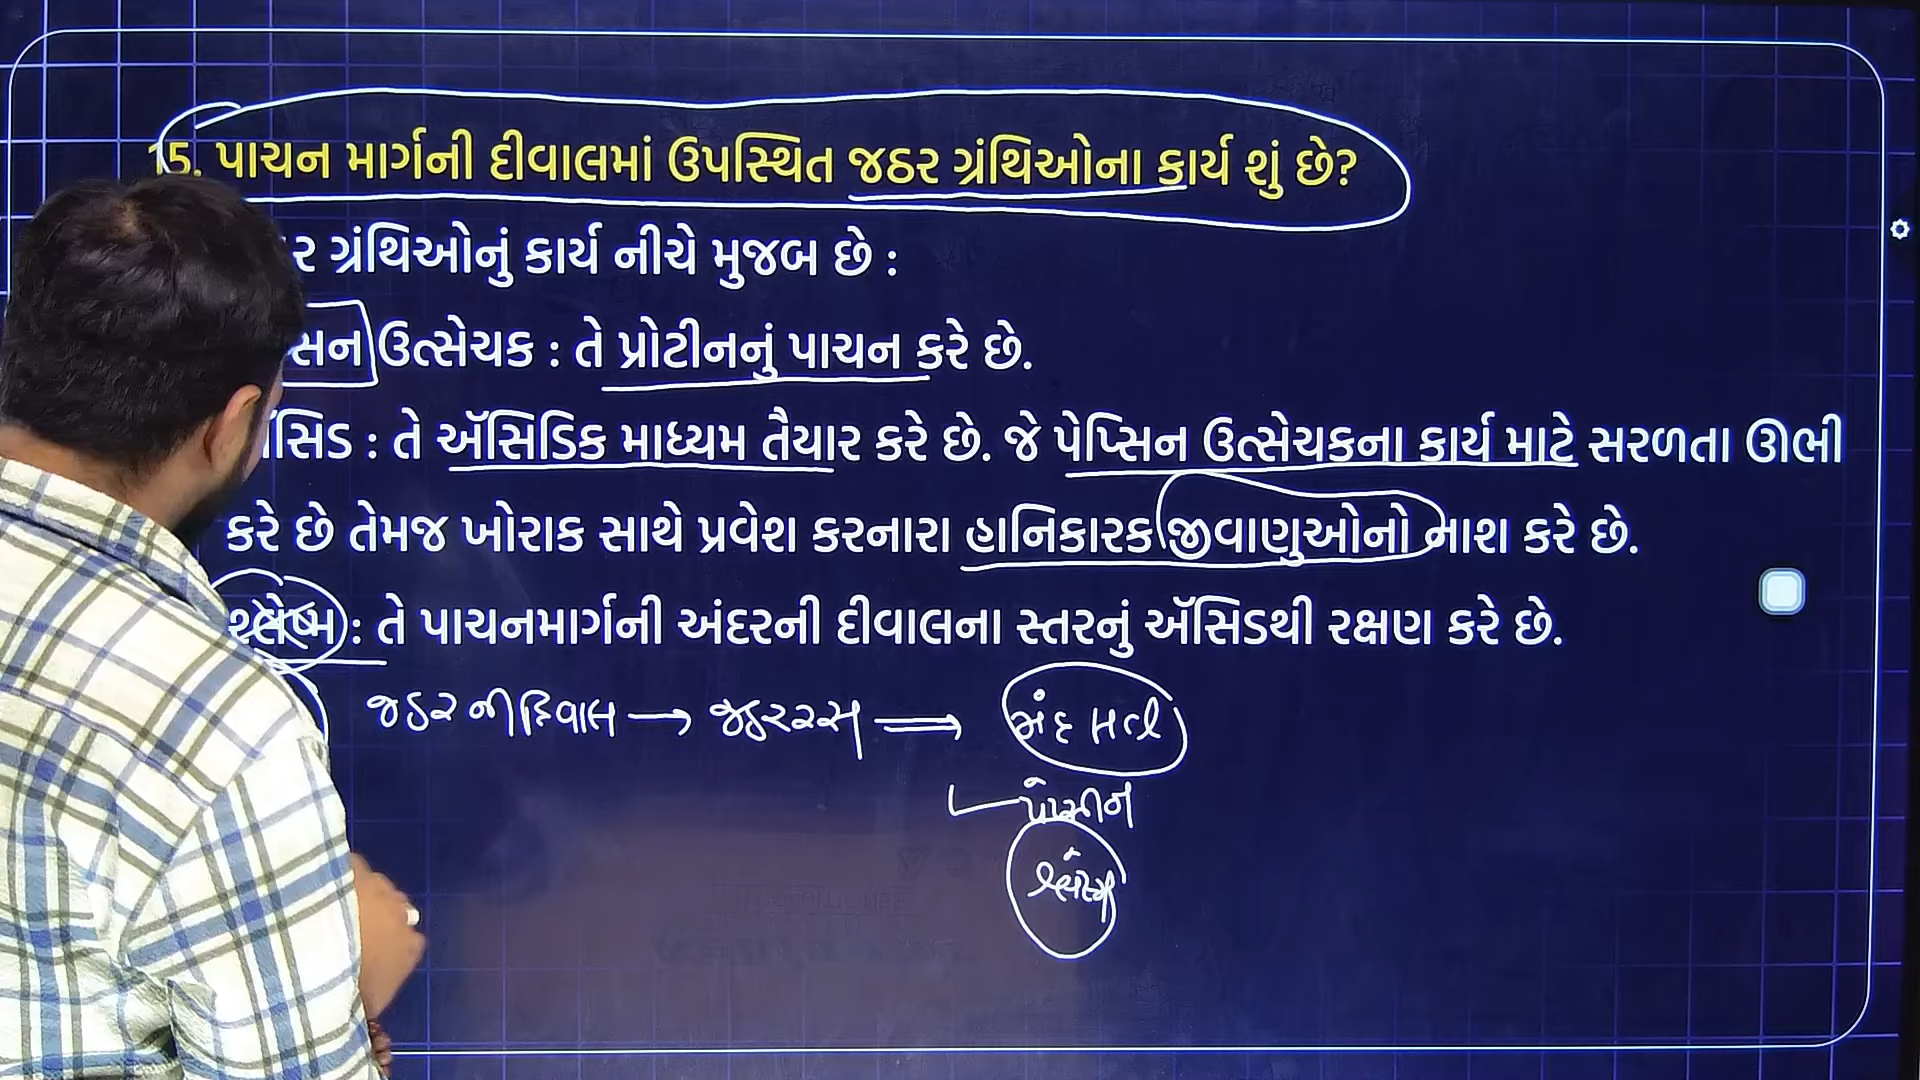 15. પાચન માર્ગની દીવાલમાં ઉપસ્થિત જઠર ગ્રંથિઓના કાર્ય શું છે?
ર ગ્રંથિઓનું કાર્ય નીચે મુજબ છે :
સન ઉત્સેચક : તે પ્રોટીનનું પાચન કરે છે.
ઍસિડ : તે ઍસિડિક માધ્યમ તૈયાર કરે છે. જે પેપ્સિન ઉત્સેચકના કાર્ય માટે સરળતા ઊભી
કરે છે તેમજ ખોરાક સાથે પ્રવેશ કરનારા હાનિકારક જીવાણુઓનો નાશ કરે છે.
શ્લેષ્મ : તે પાચનમાર્ગની અંદરની દીવાલના સ્તરનું ઍસિડથી રક્ષણ કરે છે.
જઠર ની દિવાલ → જઠરરસ ⟹ મંદ HCl
પેપ્સીન
શ્લેષ્મ